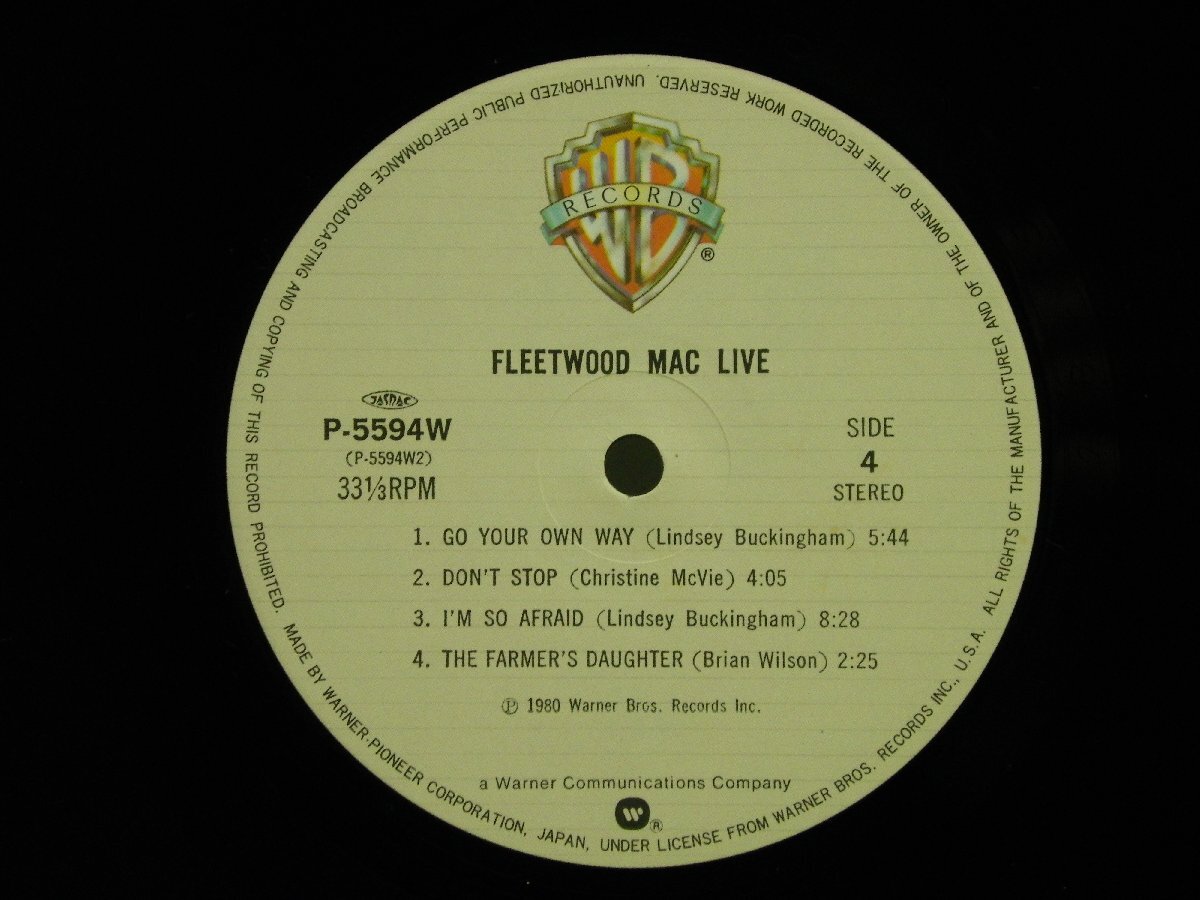 WB
RECORDS
®
FLEETWOOD MAC LIVE
JASRAC
P-5594W
(P-5594W2)
33⅓RPM
SIDE
4
STEREO
1. GO YOUR OWN WAY (Lindsey Buckingham) 5:44
2. DON'T STOP (Christine McVie) 4:05
3. I'M SO AFRAID (Lindsey Buckingham) 8:28
4. THE FARMER'S DAUGHTER (Brian Wilson) 2:25
℗ 1980 Warner Bros. Records Inc.
a Warner Communications Company
W®
MADE BY WARNER-PIONEER CORPORATION, JAPAN, UNDER LICENSE FROM WARNER BROS. RECORDS INC., U.S.A. ALL RIGHTS OF THE MANUFACTURER AND OF THE OWNER OF THE RECORDED WORK RESERVED. UNAUTHORIZED PUBLIC PERFORMANCE BROADCASTING AND COPYING OF THIS RECORD PROHIBITED.